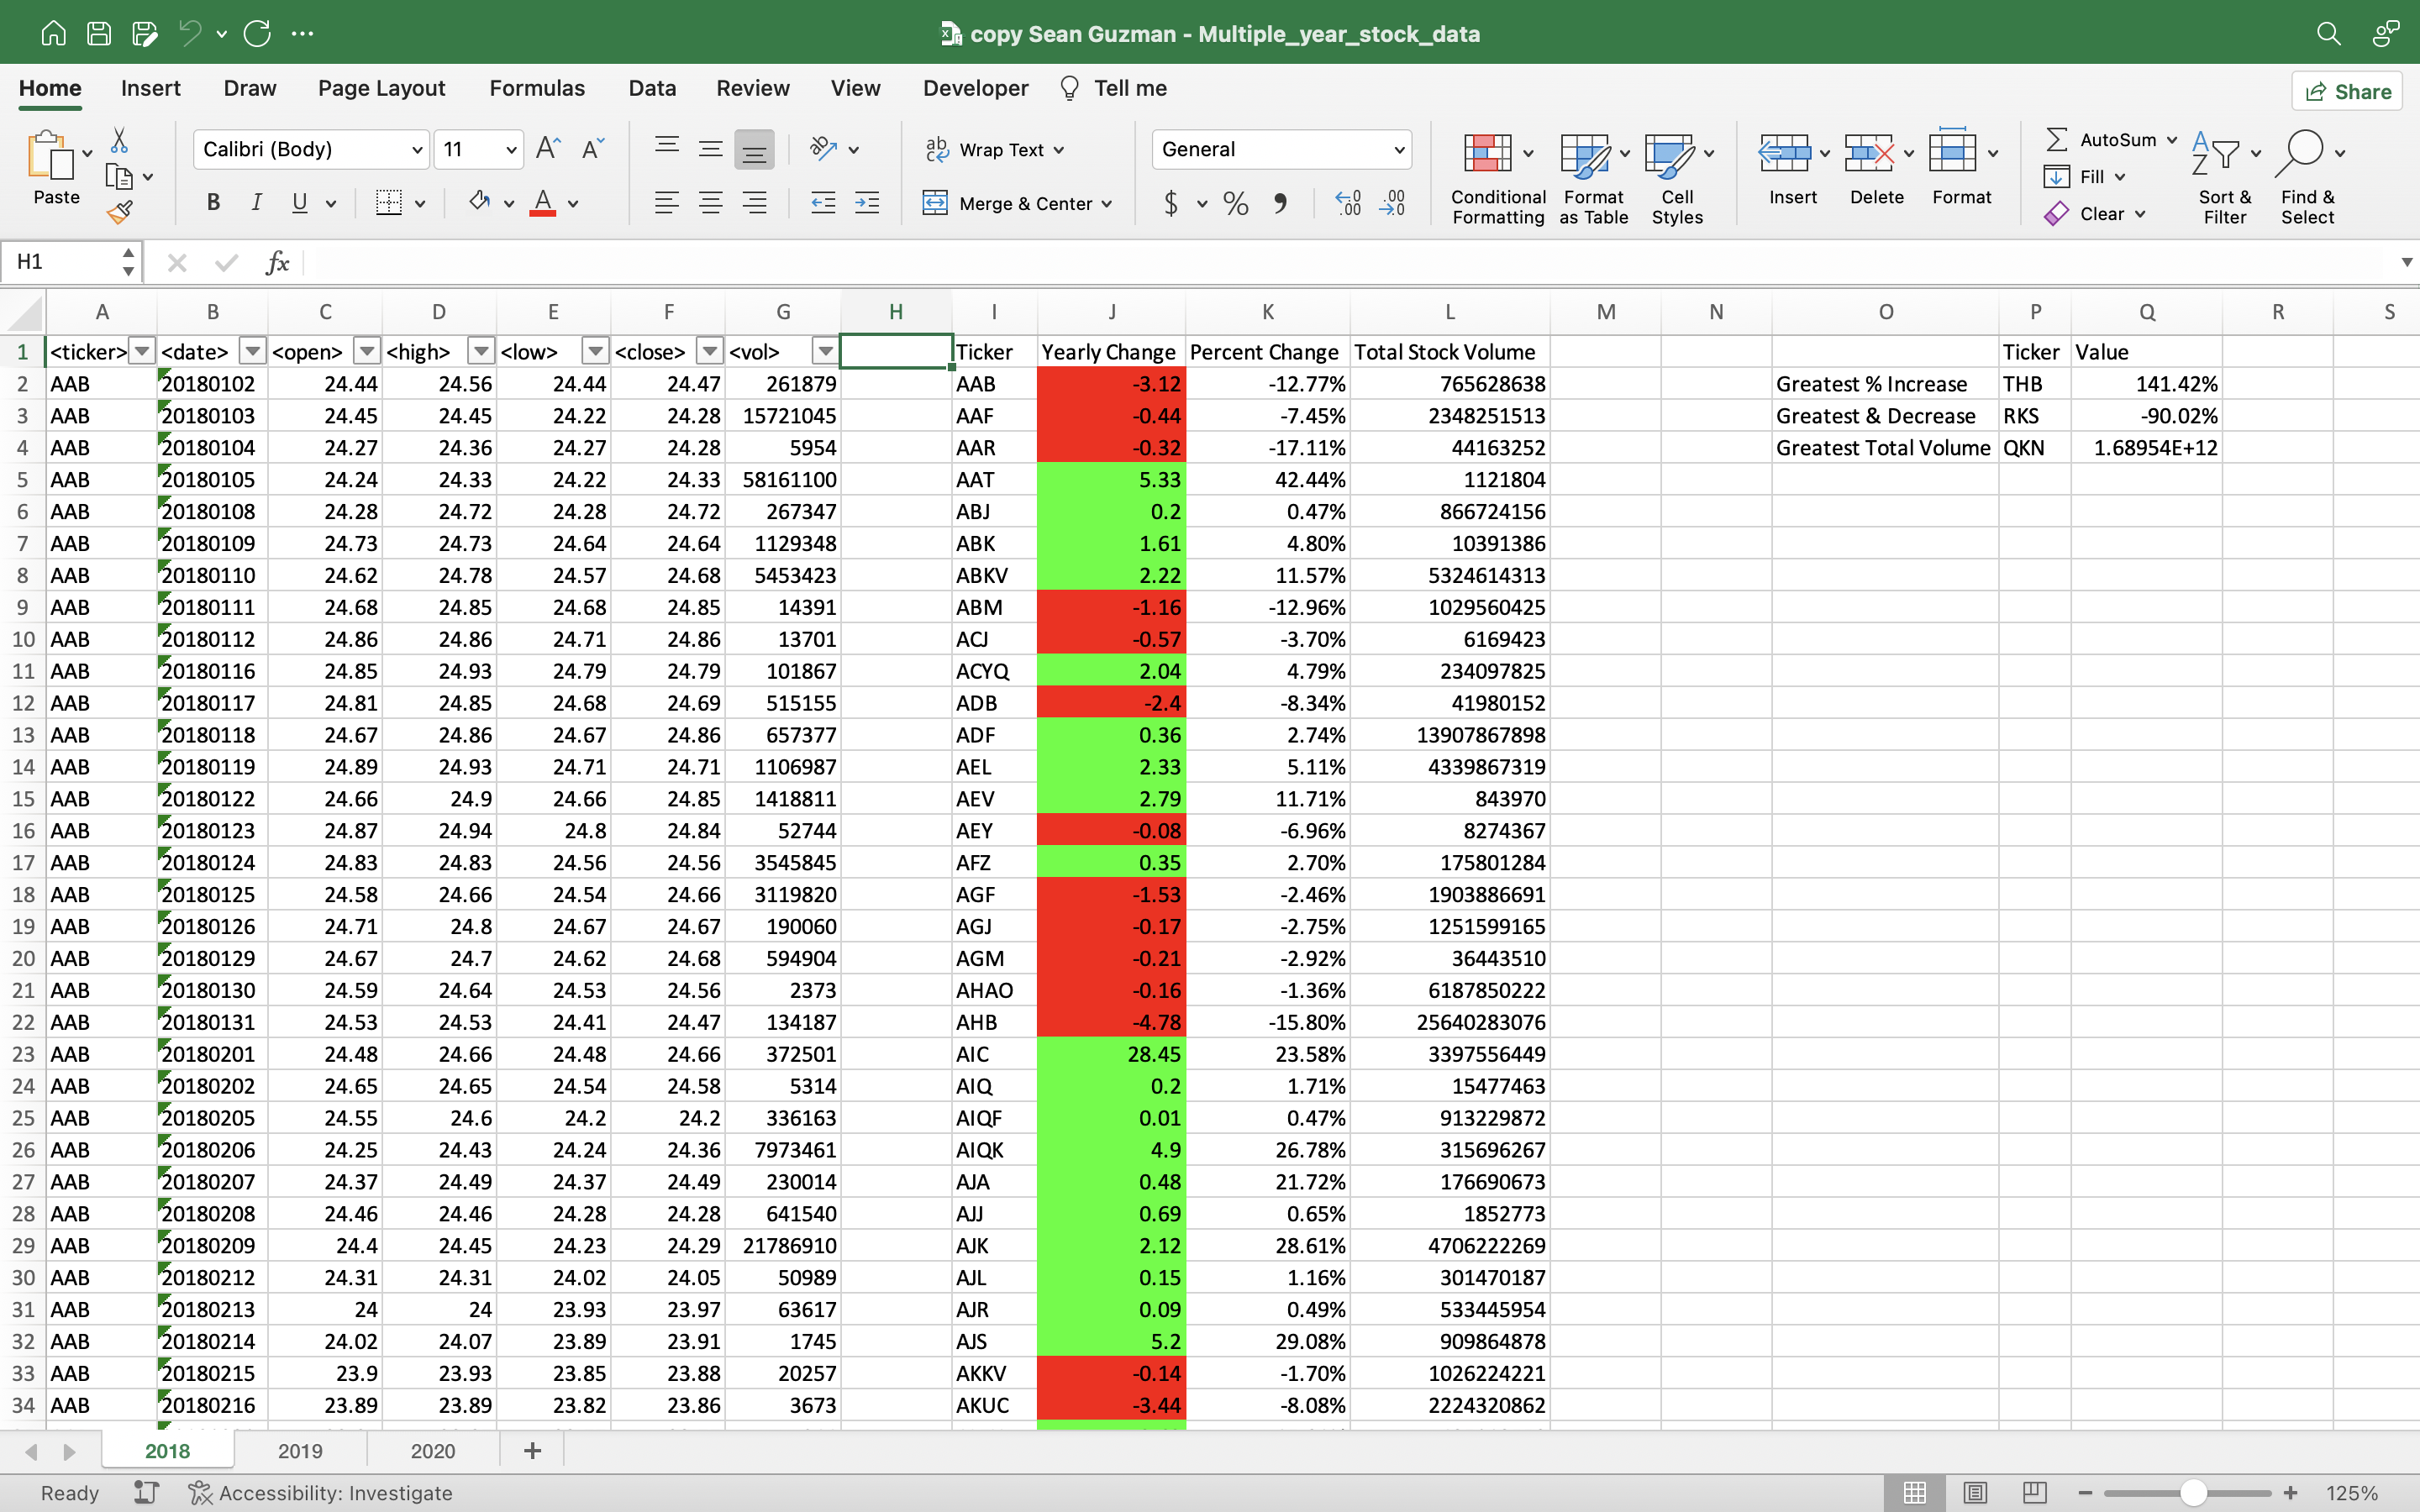 copy Sean Guzman - Multiple_year_stock_data
Home Insert Draw Page Layout Formulas Data Review View Developer Tell me Share
Paste Calibri (Body) 11 Wrap Text Merge & Center General Conditional Formatting Format as Table Cell Styles Insert Delete Format AutoSum Fill Clear Sort & Filter Find & Select
H1 fx
A B C D E F G H I J K L M N O P Q R S
1 <ticker> <date> <open> <high> <low> <close> <vol> Ticker Yearly Change Percent Change Total Stock Volume Ticker Value
2 AAB 20180102 24.44 24.56 24.44 24.47 261879 AAB -3.12 -12.77% 765628638 Greatest % Increase THB 141.42%
3 AAB 20180103 24.45 24.45 24.22 24.28 15721045 AAF -0.44 -7.45% 2348251513 Greatest & Decrease RKS -90.02%
4 AAB 20180104 24.27 24.36 24.27 24.28 5954 AAR -0.32 -17.11% 44163252 Greatest Total Volume QKN 1.68954E+12
5 AAB 20180105 24.24 24.33 24.22 24.33 58161100 AAT 5.33 42.44% 1121804
6 AAB 20180108 24.28 24.72 24.28 24.72 267347 ABJ 0.2 0.47% 866724156
7 AAB 20180109 24.73 24.73 24.64 24.64 1129348 ABK 1.61 4.80% 10391386
8 AAB 20180110 24.62 24.78 24.57 24.68 5453423 ABKV 2.22 11.57% 5324614313
9 AAB 20180111 24.68 24.85 24.68 24.85 14391 ABM -1.16 -12.96% 1029560425
10 AAB 20180112 24.86 24.86 24.71 24.86 13701 ACJ -0.57 -3.70% 6169423
11 AAB 20180116 24.85 24.93 24.79 24.79 101867 ACYQ 2.04 4.79% 234097825
12 AAB 20180117 24.81 24.85 24.68 24.69 515155 ADB -2.4 -8.34% 41980152
13 AAB 20180118 24.67 24.86 24.67 24.86 657377 ADF 0.36 2.74% 13907867898
14 AAB 20180119 24.89 24.93 24.71 24.71 1106987 AEL 2.33 5.11% 4339867319
15 AAB 20180122 24.66 24.9 24.66 24.85 1418811 AEV 2.79 11.71% 843970
16 AAB 20180123 24.87 24.94 24.8 24.84 52744 AEY -0.08 -6.96% 8274367
17 AAB 20180124 24.83 24.83 24.56 24.56 3545845 AFZ 0.35 2.70% 175801284
18 AAB 20180125 24.58 24.66 24.54 24.66 3119820 AGF -1.53 -2.46% 1903886691
19 AAB 20180126 24.71 24.8 24.67 24.67 190060 AGJ -0.17 -2.75% 1251599165
20 AAB 20180129 24.67 24.7 24.62 24.68 594904 AGM -0.21 -2.92% 36443510
21 AAB 20180130 24.59 24.64 24.53 24.56 2373 AHAO -0.16 -1.36% 6187850222
22 AAB 20180131 24.53 24.53 24.41 24.47 134187 AHB -4.78 -15.80% 25640283076
23 AAB 20180201 24.48 24.66 24.48 24.66 372501 AIC 28.45 23.58% 3397556449
24 AAB 20180202 24.65 24.65 24.54 24.58 5314 AIQ 0.2 1.71% 15477463
25 AAB 20180205 24.55 24.6 24.2 24.2 336163 AIQF 0.01 0.47% 913229872
26 AAB 20180206 24.25 24.43 24.24 24.36 7973461 AIQK 4.9 26.78% 315696267
27 AAB 20180207 24.37 24.49 24.37 24.49 230014 AJA 0.48 21.72% 176690673
28 AAB 20180208 24.46 24.46 24.28 24.28 641540 AJJ 0.69 0.65% 1852773
29 AAB 20180209 24.4 24.45 24.23 24.29 21786910 AJK 2.12 28.61% 4706222269
30 AAB 20180212 24.31 24.31 24.02 24.05 50989 AJL 0.15 1.16% 301470187
31 AAB 20180213 24 24 23.93 23.97 63617 AJR 0.09 0.49% 533445954
32 AAB 20180214 24.02 24.07 23.89 23.91 1745 AJS 5.2 29.08% 909864878
33 AAB 20180215 23.9 23.93 23.85 23.88 20257 AKKV -0.14 -1.70% 1026224221
34 AAB 20180216 23.89 23.89 23.82 23.86 3673 AKUC -3.44 -8.08% 2224320862
2018 2019 2020 +
Ready Accessibility: Investigate 125%